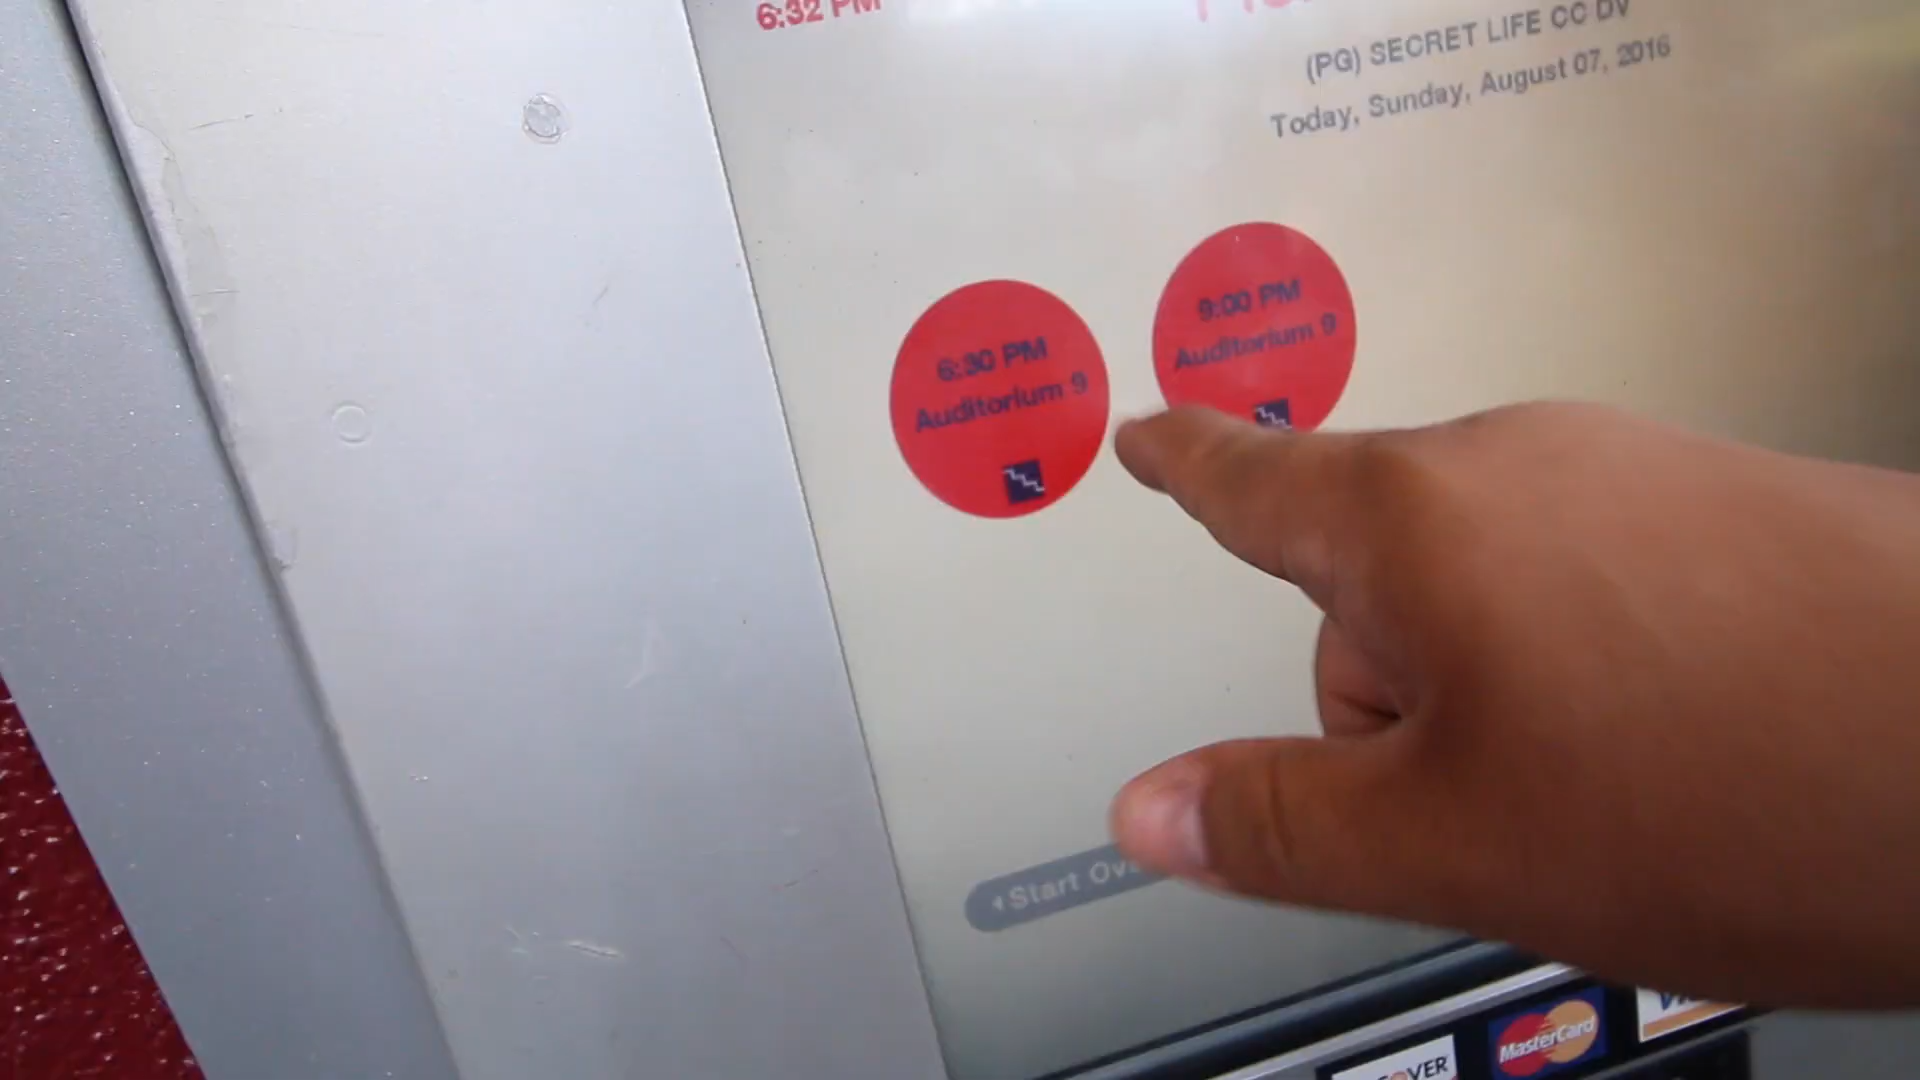 6:32 PM
(PG) SECRET LIFE CC DV
Today, Sunday, August 07, 2016
6:30 PM
Auditorium 9
9:00 PM
Auditorium 9
Start
MasterCard